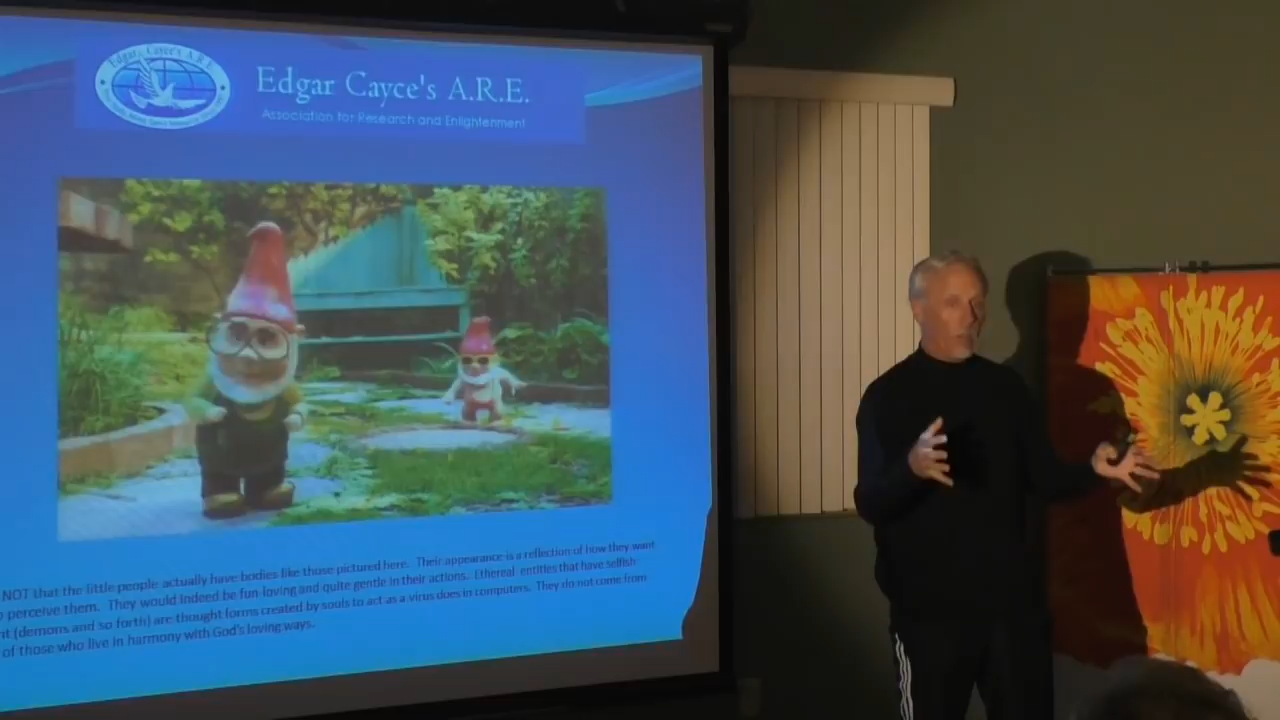 Edgar Cayce's A.R.E.
Edgar Cayce's A.R.E.
Association for Research and Enlightenment
NOT that the little people actually have bodies like those pictured here. Their appearance is a reflection of how they want
perceive them. They would indeed be fun-loving and quite gentle in their actions. Ethereal entities that have selfish
(demons and so forth) are thought forms created by souls to act as a virus does in computers. They do not come from
of those who live in harmony with God's loving ways.